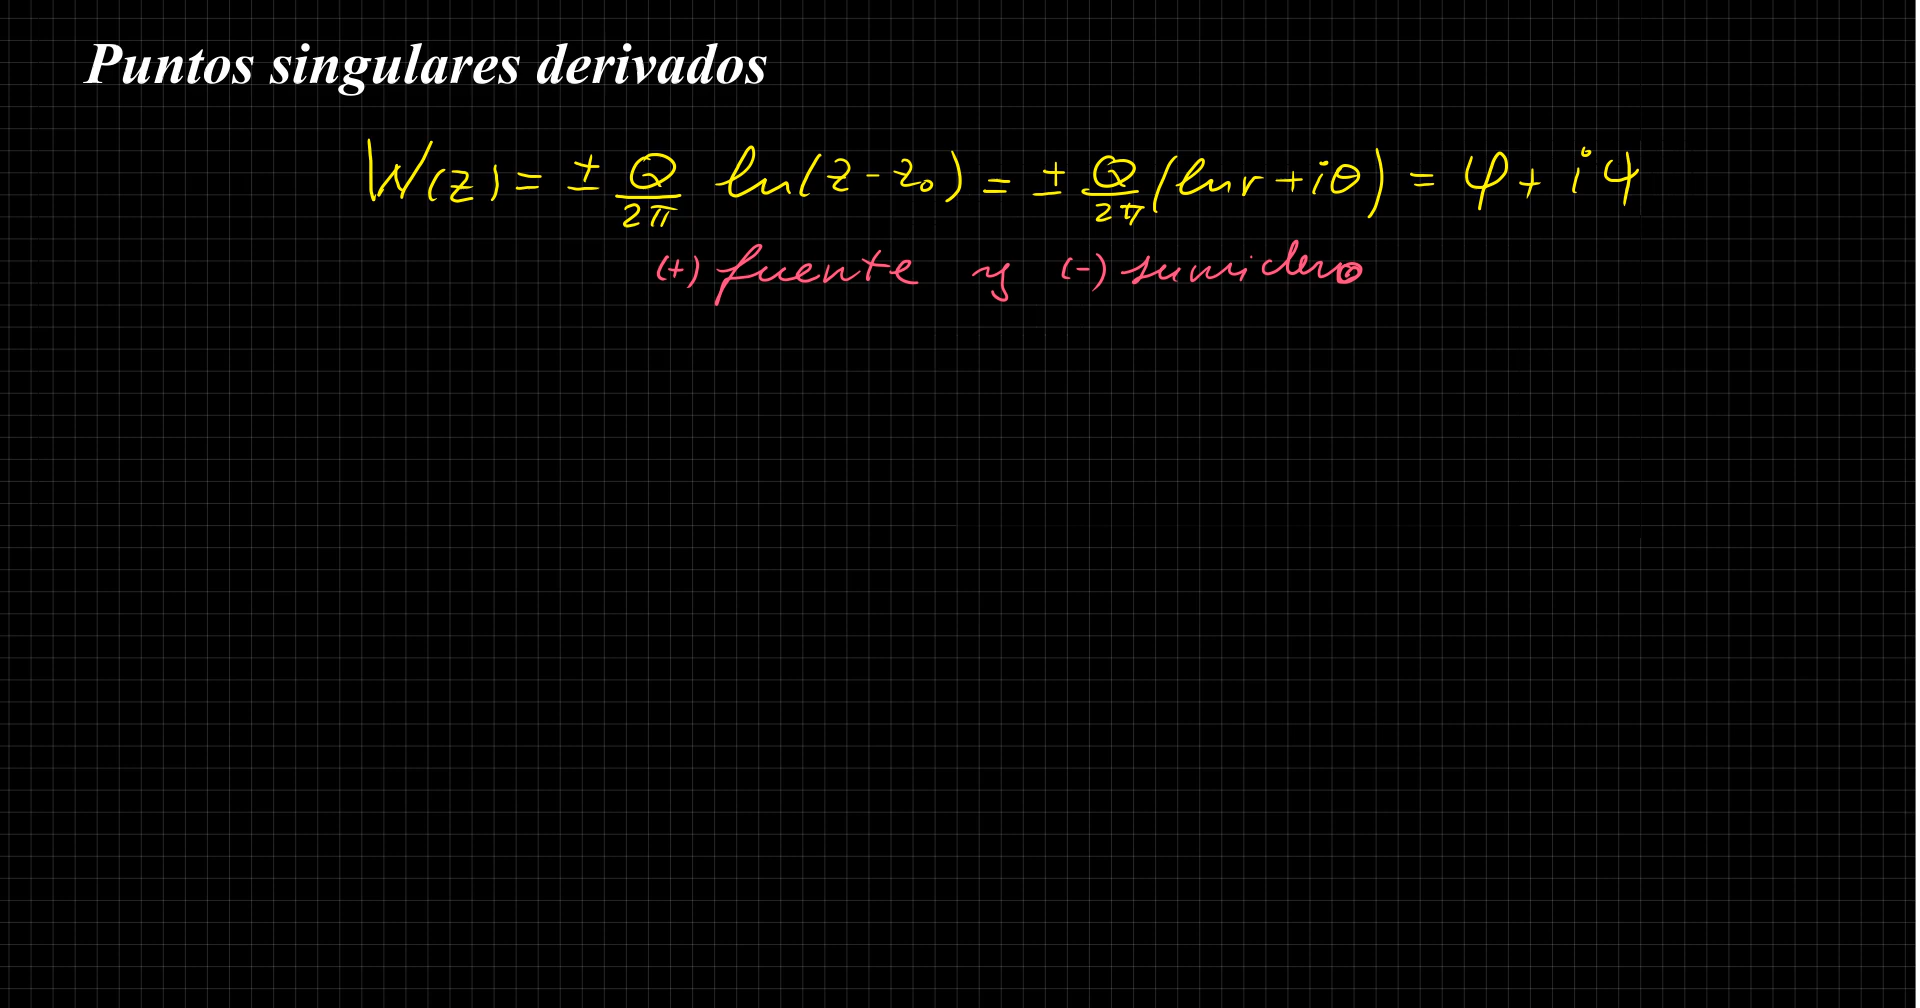 Puntos singulares derivados
W(z) = ± Q/2π ln(z - z₀) = ± Q/2π (ln r + iθ) = φ + iψ
(+) fuente y (-) sumidero